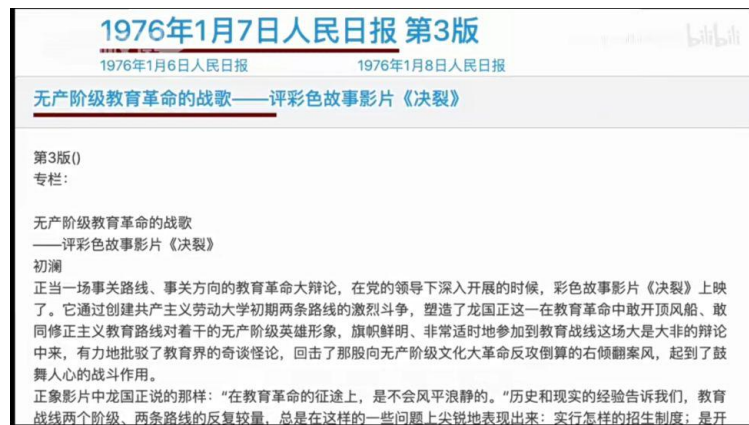 1976年1月7日人民日报 第3版
bilibili
1976年1月6日人民日报 1976年1月8日人民日报
无产阶级教育革命的战歌——评彩色故事影片《决裂》
第3版()
专栏：
无产阶级教育革命的战歌
——评彩色故事影片《决裂》
初澜
正当一场事关路线、事关方向的教育革命大辩论，在党的领导下深入开展的时候，彩色故事影片《决裂》上映
了。它通过创建共产主义劳动大学初期两条路线的激烈斗争，塑造了龙国正这一在教育革命中敢开顶风船、敢
同修正主义教育路线对着干的无产阶级英雄形象，旗帜鲜明、非常适时地参加到教育战线这场大是大非的辩论
中来，有力地批驳了教育界的奇谈怪论，回击了那股向无产阶级文化大革命反攻倒算的右倾翻案风，起到了鼓
舞人心的战斗作用。
正象影片中龙国正说的那样：“在教育革命的征途上，是不会风平浪静的。”历史和现实的经验告诉我们，教育
战线两个阶级、两条路线的反复较量，总是在这样的一些问题上尖锐地表现出来：实行怎样的招生制度；是开